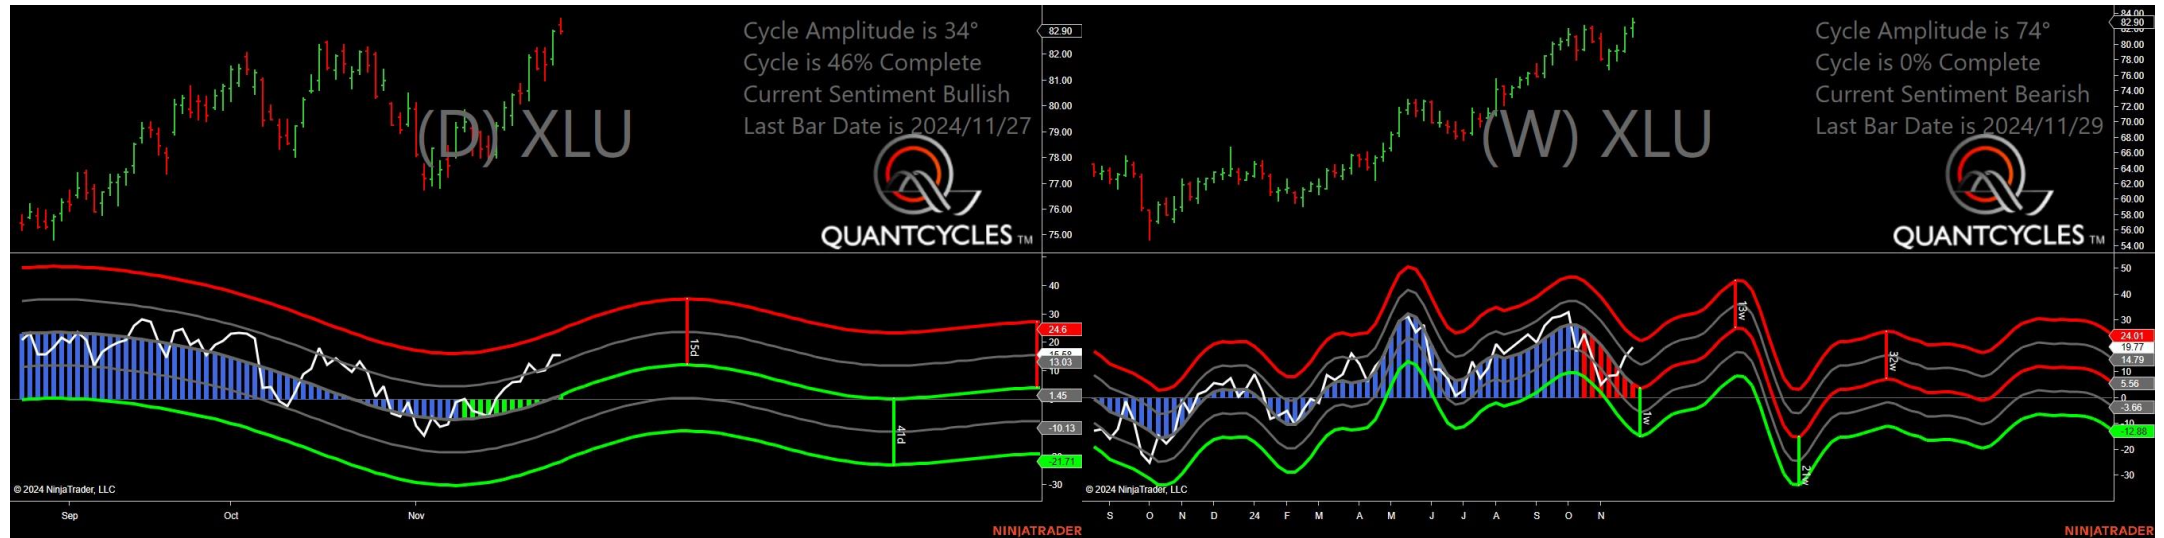 Cycle Amplitude is 34°
Cycle is 46% Complete
Current Sentiment Bullish
Last Bar Date is 2024/11/27
(D) XLU
QUANTCYCLES TM
82.90
82.00
81.00
80.00
79.00
78.00
77.00
76.00
75.00
40
30
24.6
20
15.58
13.03
1.45
-10.13
-21.71
-30
15d
41d
© 2024 NinjaTrader, LLC
Sep Oct Nov
NINJATRADER
Cycle Amplitude is 74°
Cycle is 0% Complete
Current Sentiment Bearish
Last Bar Date is 2024/11/29
(W) XLU
QUANTCYCLES TM
84.00
82.90
80.00
78.00
76.00
74.00
72.00
70.00
68.00
66.00
64.00
62.00
60.00
58.00
56.00
54.00
50
40
30
24.01
19.77
14.79
10
5.56
0
-3.66
-12.88
-20
-30
13w
32w
1w
21w
© 2024 NinjaTrader, LLC
S O N D 24 F M A M J J A S O N
NINJATRADER